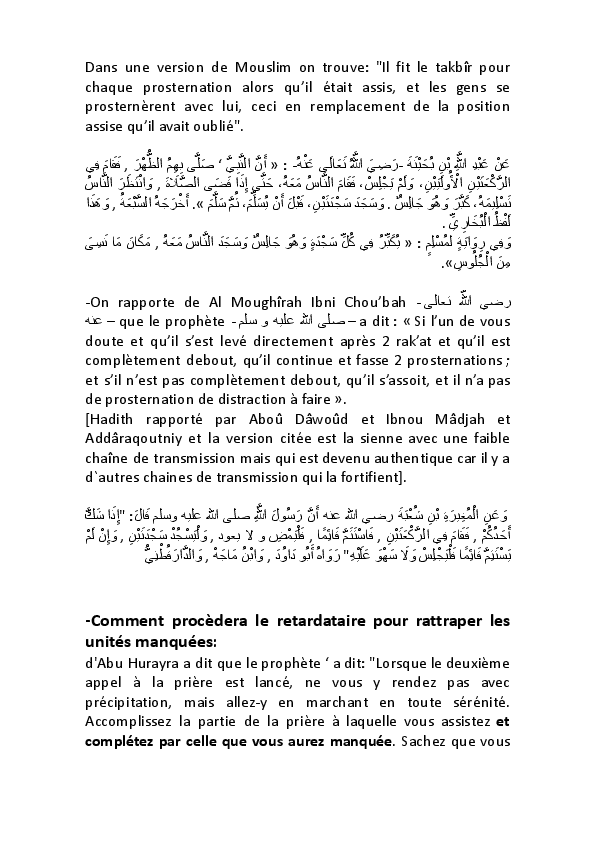 Dans une version de Mouslim on trouve: "Il fit le takbîr pour
chaque prosternation alors qu’il était assis, et les gens se
prosternèrent avec lui, ceci en remplacement de la position
assise qu’il avait oublié".
عَنْ عَبْدِ اللَّهِ بْنِ بُحَيْنَةَ -رَضِيَ اللَّهُ تَعَالَى عَنْهُ- : « أَنَّ النَّبِيَّ ‘ صَلَّى بِهِمُ الظُّهْرَ , فَقَامَ فِي
الرَّكْعَتَيْنِ الْأُولَيَيْنِ، وَلَمْ يَجْلِسْ، فَقَامَ النَّاسُ مَعَهُ، حَتَّى إِذَا قَضَى الصَّلَاةَ , وَانْتَظَرَ النَّاسُ
تَسْلِيمَهُ، كَبَّرَ وَهُوَ جَالِسٌ . وَسَجَدَ سَجْدَتَيْنِ، قَبْلَ أَنْ يُسَلِّمَ، ثُمَّ سَلَّمَ ». أَخْرَجَهُ السَّبْعَةُ , وَهَذَا
لَفْظُ الْبُخَارِيِّ .
وَفِي رِوَايَةٍ لِمُسْلِمٍ : « يُكَبِّرُ فِي كُلِّ سَجْدَةٍ وَهُوَ جَالِسٌ وَسَجَدَ النَّاسُ مَعَهُ , مَكَانَ مَا نَسِيَ
مِنَ الْجُلُوسِ».
-On rapporte de Al Moughîrah Ibni Chou’bah -رضي الله تعالى
عنه – que le prophète -صلى الله عليه و سلم – a dit : « Si l’un de vous
doute et qu’il s’est levé directement après 2 rak’at et qu’il est
complètement debout, qu’il continue et fasse 2 prosternations ;
et s’il n’est pas complètement debout, qu’il s’assoit, et il n’a pas
de prosternation de distraction à faire ».
[Hadith rapporté par Aboû Dâwoûd et Ibnou Mâdjah et
Addâraqoutniy et la version citée est la sienne avec une faible
chaîne de transmission mais qui est devenu authentique car il y a
d`autres chaines de transmission qui la fortifient].
وَعَنِ الْمُغِيرَةِ بْنِ شُعْبَةَ رضي الله عنه أَنَّ رَسُولَ اللَّهِ صلى الله عليه وسلم قَالَ: "إِذَا شَكَّ
أَحَدُكُمْ , فَقَامَ فِي الرَّكْعَتَيْنِ , فَاسْتَتَمَّ قَائِمًا , فَلْيَمْضِ و لا يعود , وَلْيَسْجُدْ سَجْدَتَيْنِ , وَإِنْ لَمْ
يَسْتَتِمَّ قَائِمًا فَلْيَجْلِسْ وَلَا سَهْوَ عَلَيْهِ" رَوَاهُ أَبُو دَاوُدَ , وَابْنُ مَاجَهْ , وَالدَّارَقُطْنِيُّ
-Comment procèdera le retardataire pour rattraper les
unités manquées:
d'Abu Hurayra a dit que le prophète ‘ a dit: "Lorsque le deuxième
appel à la prière est lancé, ne vous y rendez pas avec
précipitation, mais allez-y en marchant en toute sérénité.
Accomplissez la partie de la prière à laquelle vous assistez et
complétez par celle que vous aurez manquée. Sachez que vous